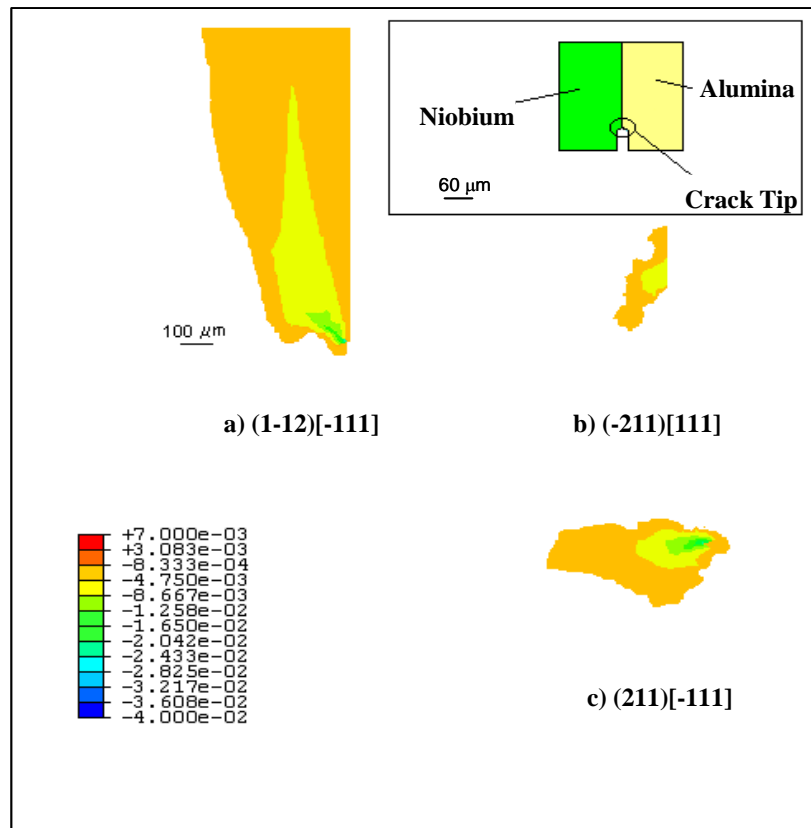 Niobium
Alumina
60 μm
Crack Tip
100 μm
a) (1-12)[-111]
b) (-211)[111]
+7.000e-03
+3.083e-03
-8.333e-04
-4.750e-03
-8.667e-03
-1.258e-02
-1.650e-02
-2.042e-02
-2.433e-02
-2.825e-02
-3.217e-02
-3.608e-02
-4.000e-02
c) (211)[-111]